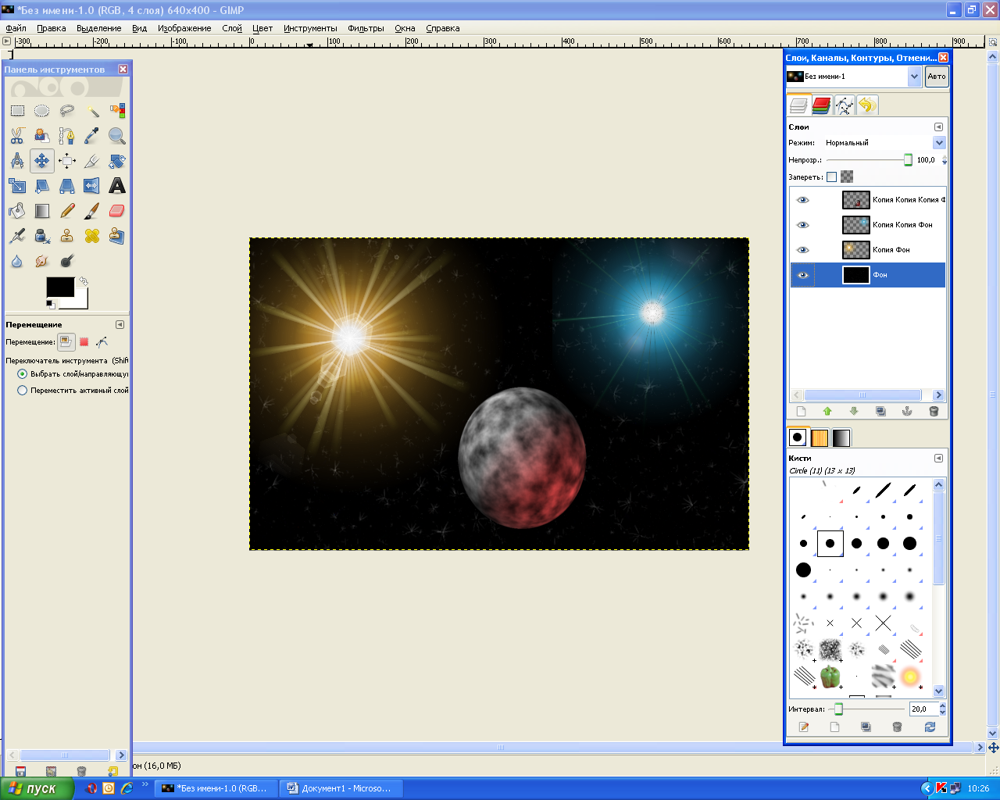 *Без имени-1.0 (RGB, 4 слоя) 640x400 - GIMP
Файл Правка Выделение Вид Изображение Слой Цвет Инструменты Фильтры Окна Справка
-300 -200 -100 0 100 200 300 400 500 600 700 800 900
Панель инструментов
Перемещение
Перемещение:
Переключатель инструмента (Shift
Выбрать слой/направляющу
Переместить активный слой
Слои, Каналы, Контуры, Отмени...
Без имени-1
Авто
Слои
Режим: Нормальный
Непрозр.: 100,0
Запереть:
Копия Копия Копия Ф
Копия Копия Фон
Копия Фон
Фон
Кисти
Circle (11) (13 x 13)
Интервал: 20,0
он (16,0 МБ)
пуск
*Без имени-1.0 (RGB...
Документ1 - Microso...
10:26